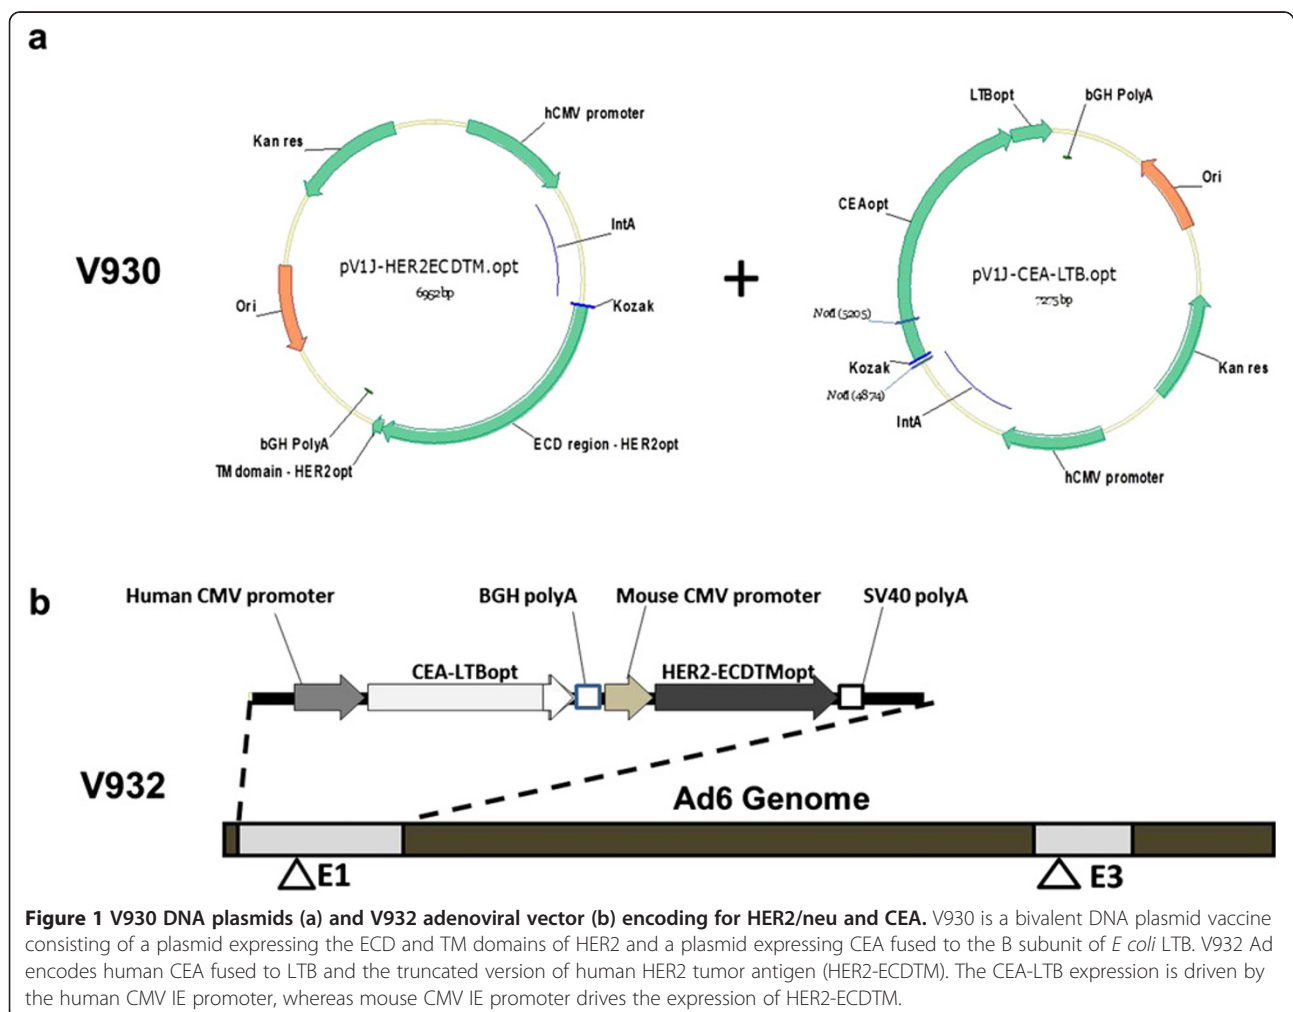 a
V930
hCMV promoter
Kan res
IntA
pV1J-HER2ECDTM.opt
6952bp
Kozak
Ori
bGH PolyA
TM domain - HER2opt
ECD region - HER2opt
+
LTBopt
bGH PolyA
Ori
CEAopt
pV1J-CEA-LTB.opt
7275bp
NotI (5205)
Kozak
NotI (4874)
IntA
Kan res
hCMV promoter
b
Human CMV promoter
BGH polyA
Mouse CMV promoter
SV40 polyA
CEA-LTBopt
HER2-ECDTMopt
V932
Ad6 Genome
△E1
△ E3
Figure 1 V930 DNA plasmids (a) and V932 adenoviral vector (b) encoding for HER2/neu and CEA. V930 is a bivalent DNA plasmid vaccine
consisting of a plasmid expressing the ECD and TM domains of HER2 and a plasmid expressing CEA fused to the B subunit of E coli LTB. V932 Ad
encodes human CEA fused to LTB and the truncated version of human HER2 tumor antigen (HER2-ECDTM). The CEA-LTB expression is driven by
the human CMV IE promoter, whereas mouse CMV IE promoter drives the expression of HER2-ECDTM.